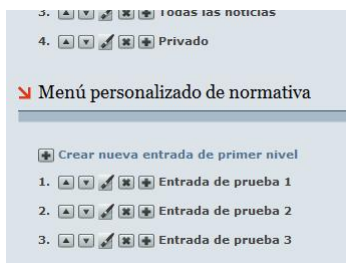 3. Todas las noticias
4. Privado
Menú personalizado de normativa
Crear nueva entrada de primer nivel
1. Entrada de prueba 1
2. Entrada de prueba 2
3. Entrada de prueba 3